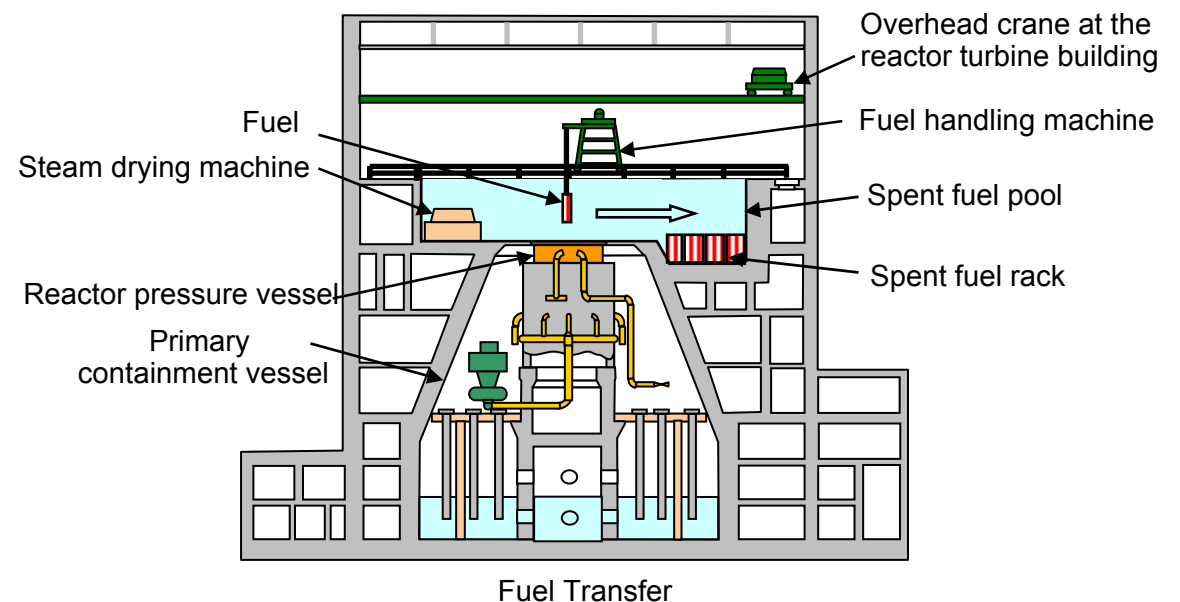 Overhead crane at the
reactor turbine building
Fuel
Fuel handling machine
Steam drying machine
Spent fuel pool
Spent fuel rack
Reactor pressure vessel
Primary
containment vessel
Fuel Transfer